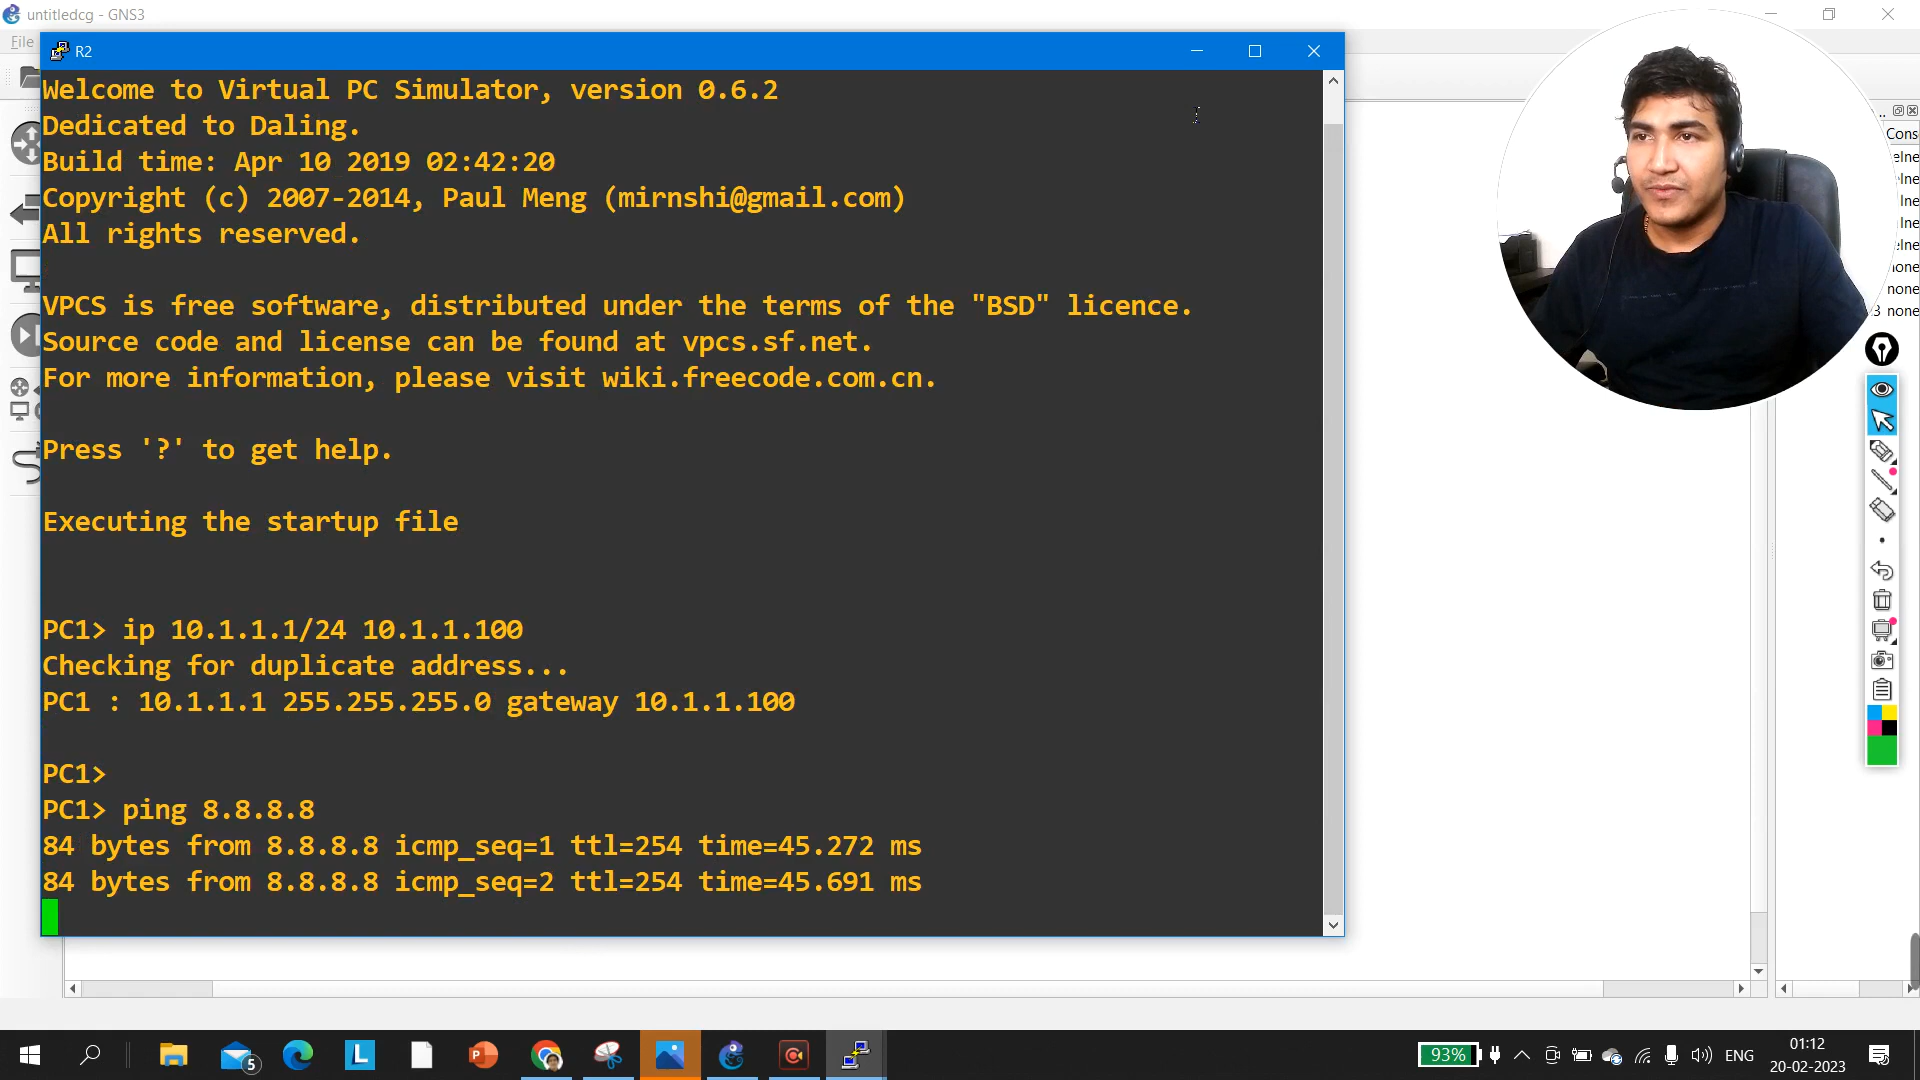 untitledcg - GNS3
File
R2
Welcome to Virtual PC Simulator, version 0.6.2
Dedicated to Daling.
Build time: Apr 10 2019 02:42:20
Copyright (c) 2007-2014, Paul Meng (mirnshi@gmail.com)
All rights reserved.
VPCS is free software, distributed under the terms of the "BSD" licence.
Source code and license can be found at vpcs.sf.net.
For more information, please visit wiki.freecode.com.cn.
Press '?' to get help.
Executing the startup file
PC1> ip 10.1.1.1/24 10.1.1.100
Checking for duplicate address...
PC1 : 10.1.1.1 255.255.255.0 gateway 10.1.1.100
PC1>
PC1> ping 8.8.8.8
84 bytes from 8.8.8.8 icmp_seq=1 ttl=254 time=45.272 ms
84 bytes from 8.8.8.8 icmp_seq=2 ttl=254 time=45.691 ms
Cons
none
none
3 none
5
L
93%
ENG
01:12
20-02-2023